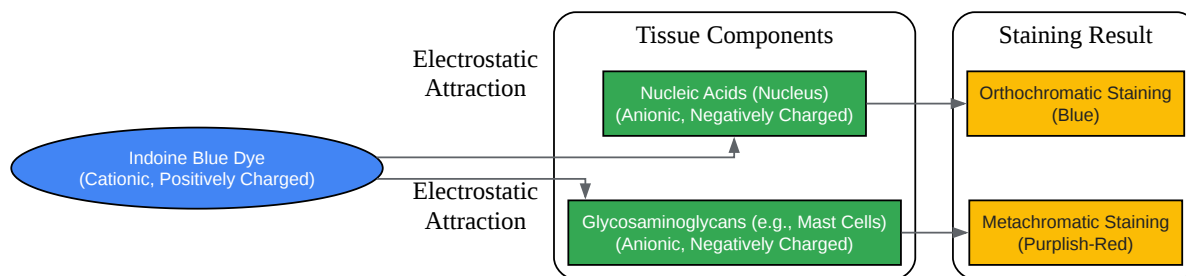 Tissue Components
Staining Result
Electrostatic
Attraction
Nucleic Acids (Nucleus)
(Anionic, Negatively Charged)
Orthochromatic Staining
(Blue)
Indoine Blue Dye
(Cationic, Positively Charged)
Electrostatic
Attraction
Glycosaminoglycans (e.g., Mast Cells)
(Anionic, Negatively Charged)
Metachromatic Staining
(Purplish-Red)